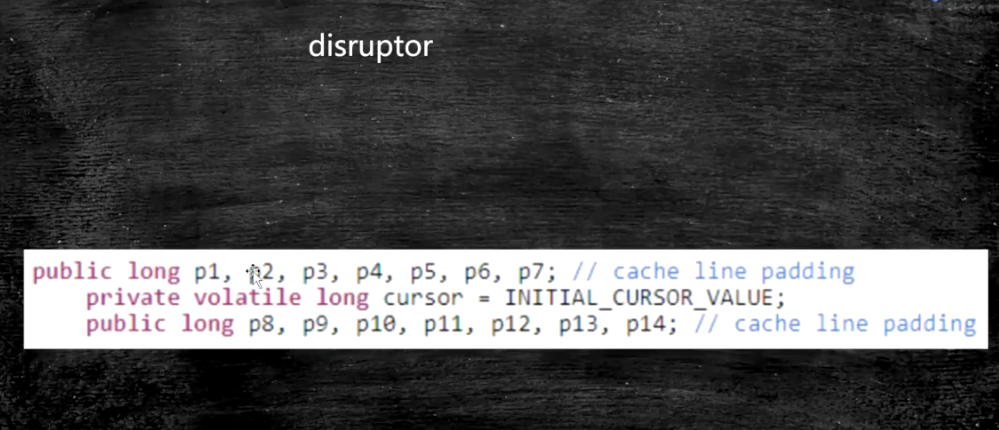 disruptor
public long p1, p2, p3, p4, p5, p6, p7; // cache line padding
private volatile long cursor = INITIAL_CURSOR_VALUE;
public long p8, p9, p10, p11, p12, p13, p14; // cache line padding